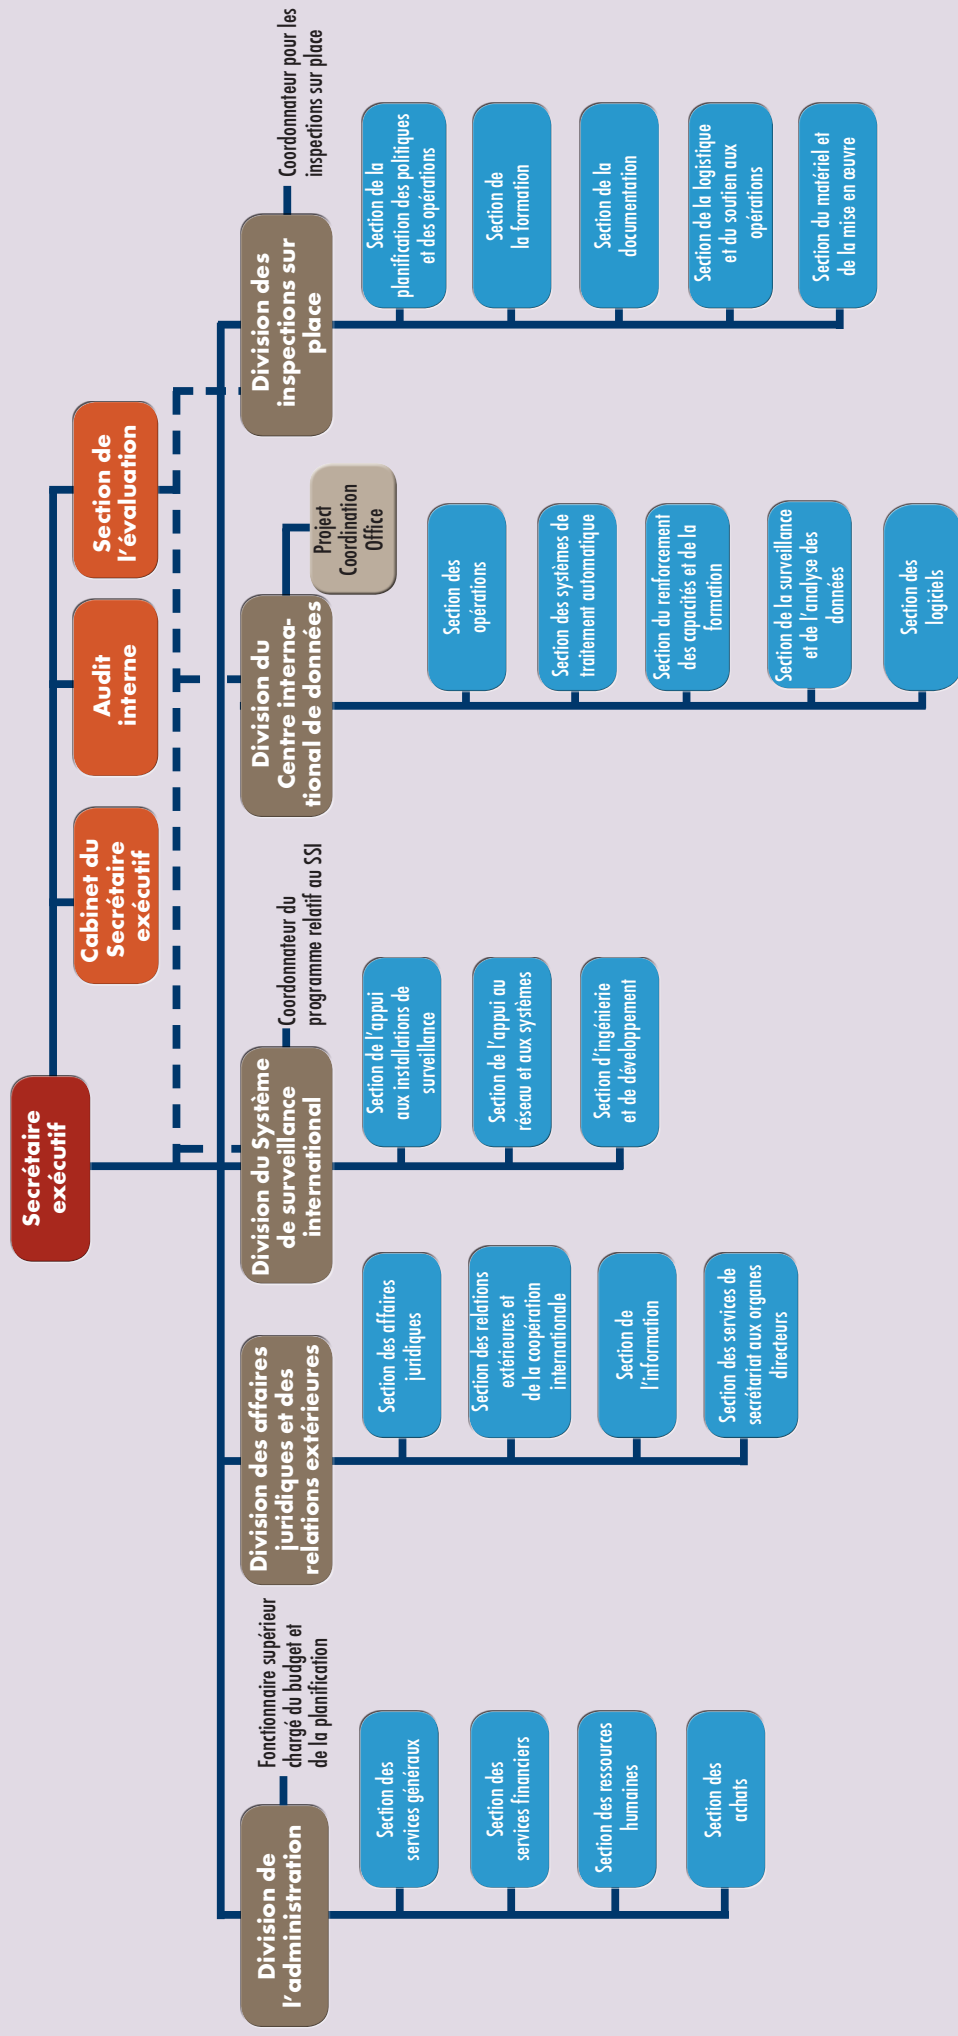 Secrétaire
exécutif
Cabinet du
Secrétaire
exécutif
Audit
interne
Section de
l'évaluation
Division de
l'administration
Fonctionnaire supérieur
chargé du budget et
de la planification
Section des
services généraux
Section des
services financiers
Section des ressources
humaines
Section des
achats
Division des affaires
juridiques et des
relations extérieures
Section des affaires
juridiques
Section des relations
extérieures et
de la coopération
internationale
Section de
l'information
Section des services de
secrétariat aux organes
directeurs
Division du Système
de surveillance
international
Coordonnateur du
programme relatif au SSI
Section de l'appui
aux installations de
surveillance
Section de l'appui au
réseau et aux systèmes
Section d'ingénierie
et de développement
Division du
Centre interna-
tional de données
Project
Coordination
Office
Section des
opérations
Section des systèmes de
traitement automatique
Section du renforcement
des capacités et de la
formation
Section de la surveillance
et de l'analyse des
données
Section des
logiciels
Division des
inspections sur
place
Coordonnateur pour les
inspections sur place
Section de la
planification des politiques
et des opérations
Section de
la formation
Section de la
documentation
Section de la logistique
et du soutien aux
opérations
Section du matériel et
de la mise en œuvre